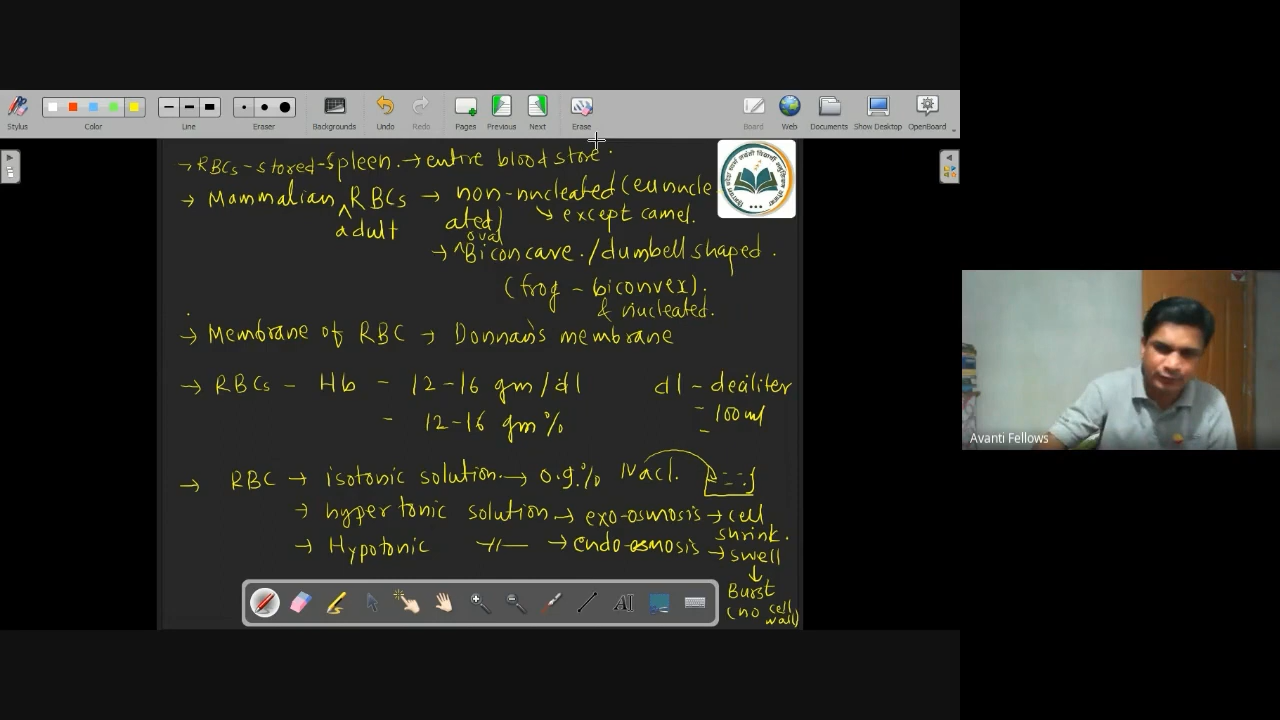 Stylus Color Line Eraser Backgrounds Undo Redo Pages Previous Next Erase Board Web Documents Show Desktop OpenBoard
→ RBCs - stored - Spleen. → entire blood store.
→ Mammalian ^ RBCs → non-nucleated (eunucle
adult ated) ↘ except camel.
oval
→ ^Biconcave. / dumbell shaped.
(frog - biconvex).
& nucleated.
→ Membrane of RBC → Donnan's membrane
→ RBCs - Hb - 12-16 gm/dl dl - deciliter
- 100 ml
- 12-16 gm%
→ RBC → isotonic solution. → 0.9% Nacl.
→ hypertonic solution → exo-osmosis → cell
shrink.
→ Hypotonic —〃— → endo-osmosis → swell
↓
Burst
(no cell
wall)
Avanti Fellows